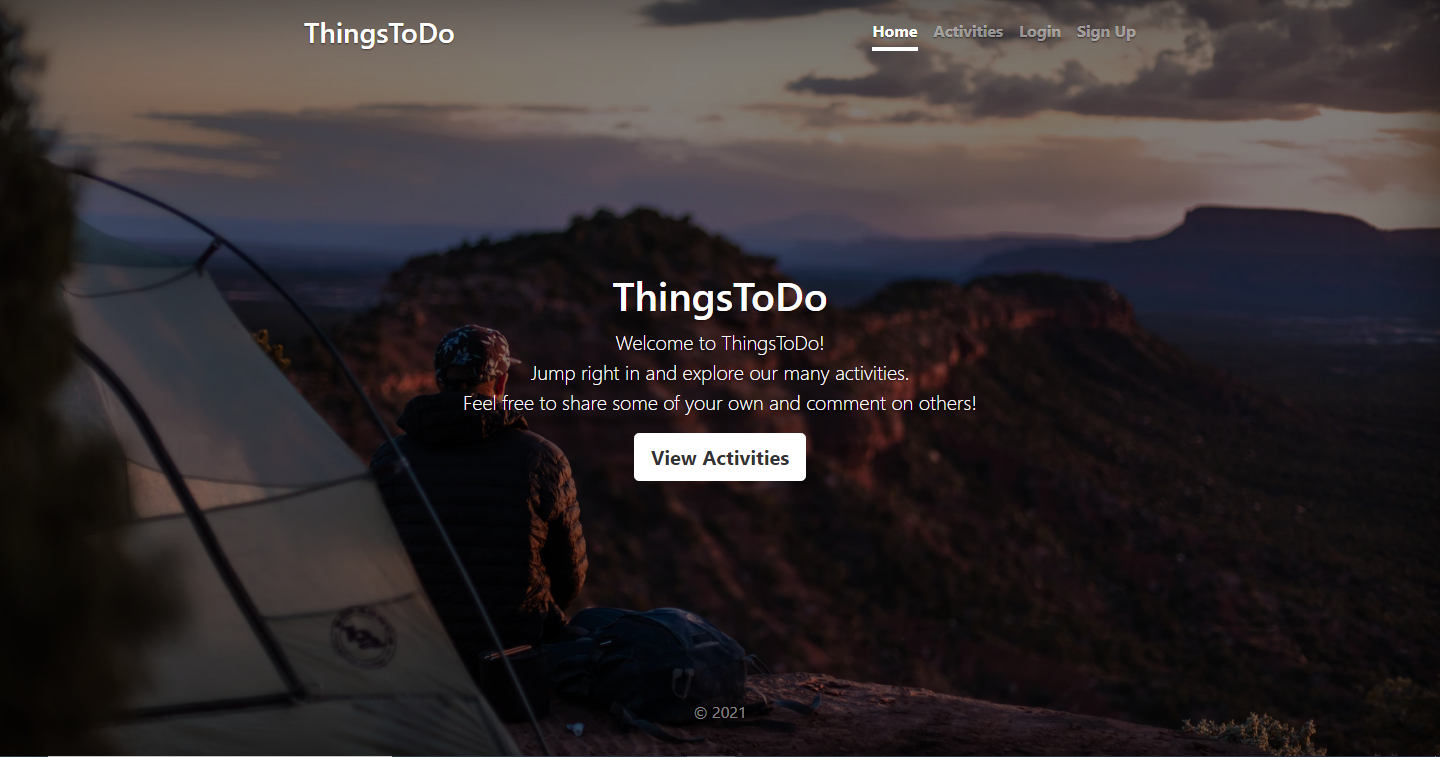 ThingsToDo
Home Activities Login Sign Up
ThingsToDo
Welcome to ThingsToDo!
Jump right in and explore our many activities.
Feel free to share some of your own and comment on others!
View Activities
© 2021